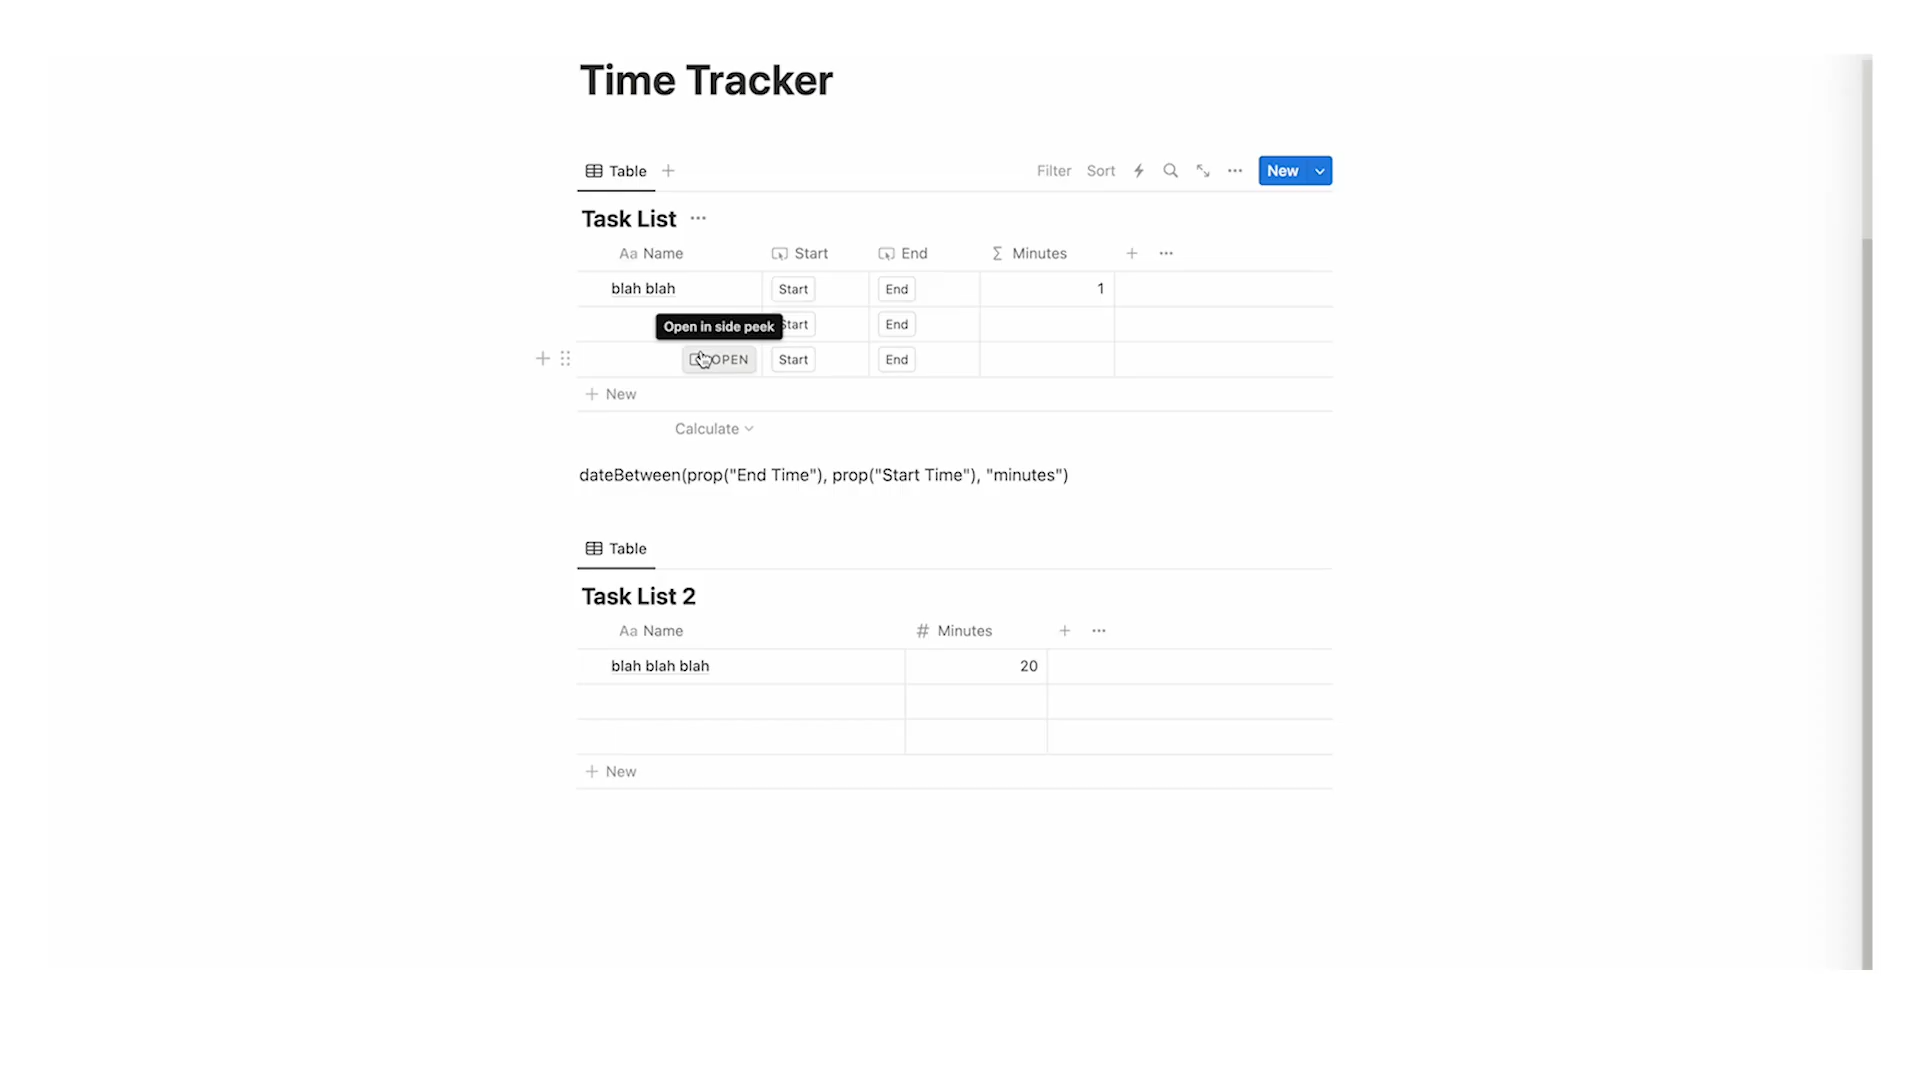 Time Tracker
Table
Filter Sort New
Task List
Aa Name Start End Σ Minutes
blah blah Start End 1
Open in side peek
Start End
OPEN Start End
New
Calculate
dateBetween(prop("End Time"), prop("Start Time"), "minutes")
Table
Task List 2
Aa Name # Minutes
blah blah blah 20
New